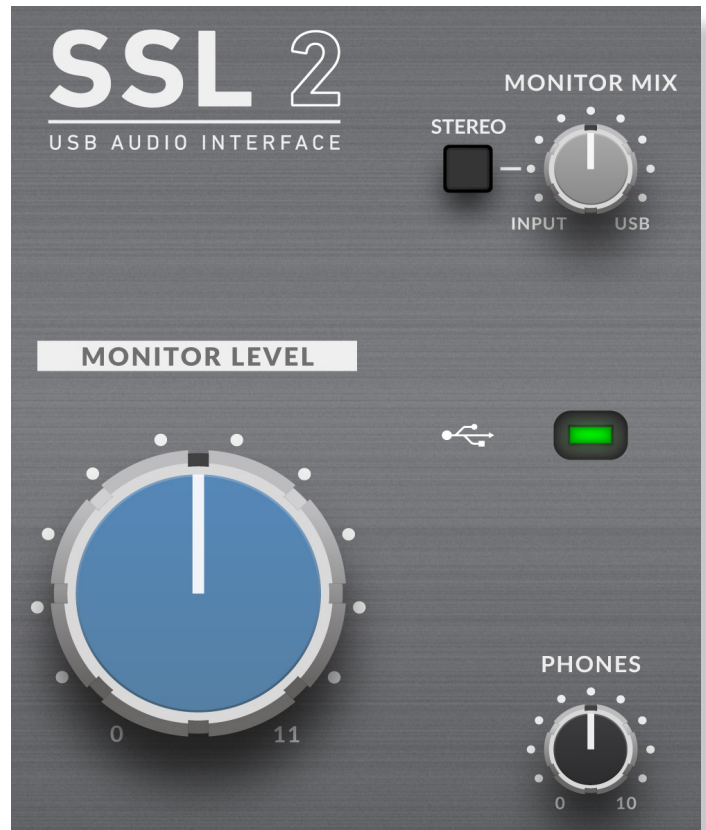 SSL 2
USB AUDIO INTERFACE
MONITOR MIX
STEREO
INPUT USB
MONITOR LEVEL
0 11
PHONES
0 10